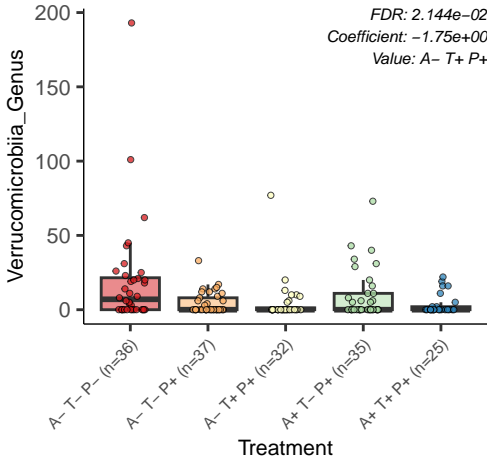 FDR: 2.144e−02
Coefficient: −1.75e+00
Value: A− T+ P+
Verrucomicrobiia_Genus
200
150
100
50
0
A− T− P− (n=36)
A− T− P+ (n=37)
A− T+ P+ (n=32)
A+ T− P+ (n=35)
A+ T+ P+ (n=25)
Treatment